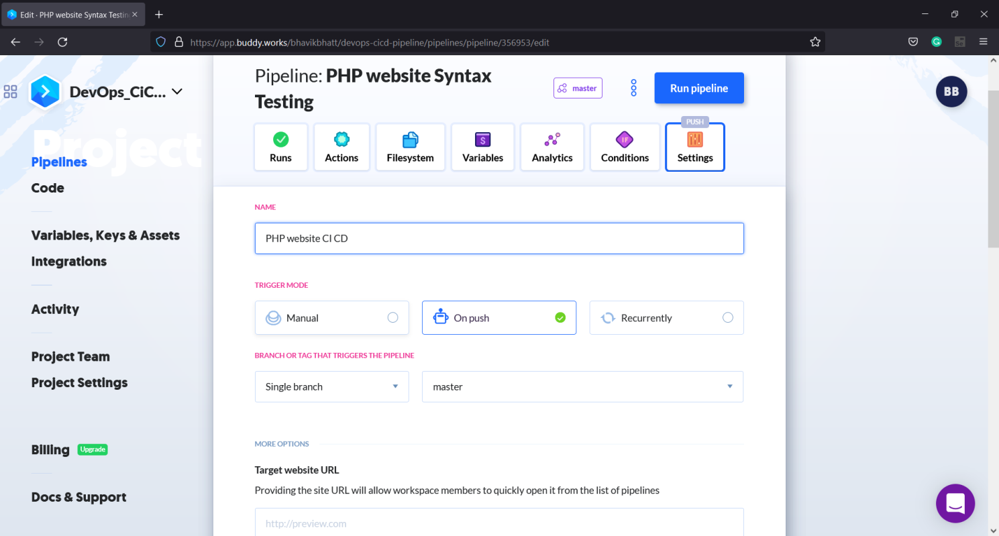 Edit · PHP website Syntax Testin
https://app.buddy.works/bhavikbhatt/devops-cicd-pipeline/pipelines/pipeline/356953/edit
DevOps_CiC...
Project
Pipelines
Code
Variables, Keys & Assets
Integrations
Activity
Project Team
Project Settings
Billing Upgrade
Docs & Support
Pipeline: PHP website Syntax
Testing
master
Run pipeline
BB
PUSH
Runs
Actions
Filesystem
Variables
Analytics
IF
Conditions
Settings
NAME
PHP website CI CD
TRIGGER MODE
Manual
On push
Recurrently
BRANCH OR TAG THAT TRIGGERS THE PIPELINE
Single branch
master
MORE OPTIONS
Target website URL
Providing the site URL will allow workspace members to quickly open it from the list of pipelines
http://preview.com